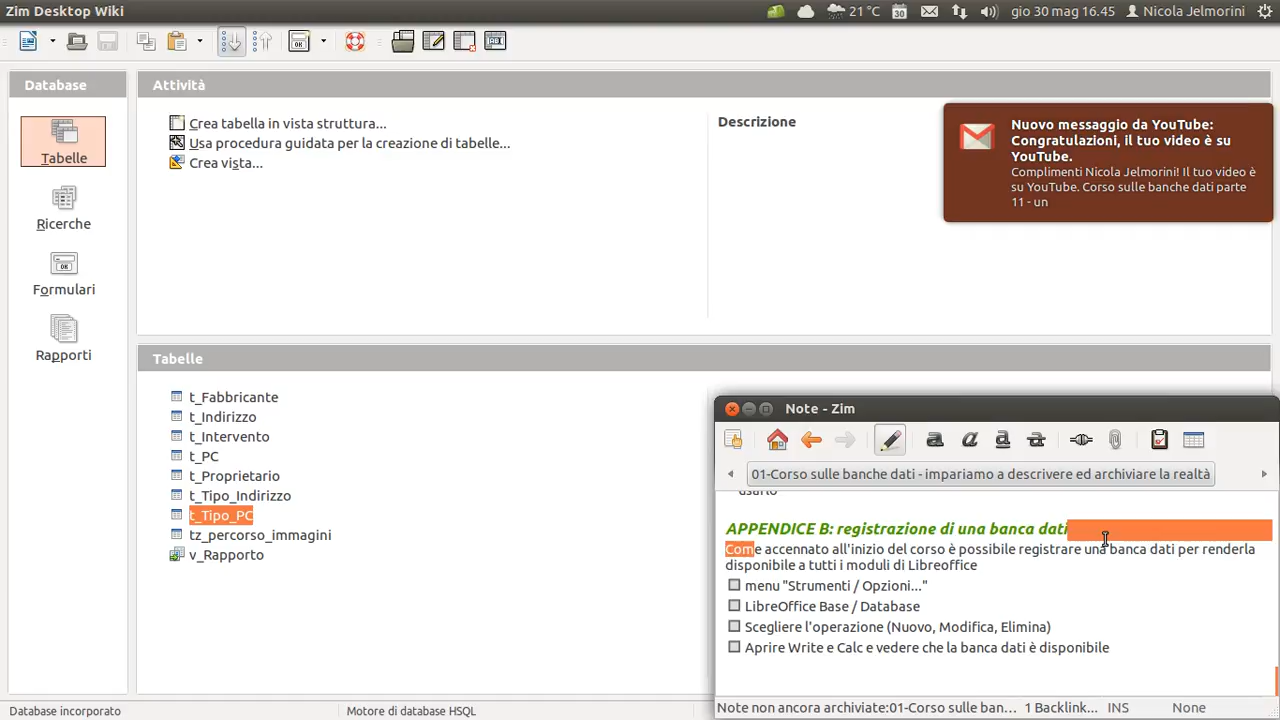 Zim Desktop Wiki
21 °C
30
gio 30 mag 16.45
Nicola Jelmorini
Database
Tabelle
Ricerche
Formulari
Rapporti
Attività
Crea tabella in vista struttura...
Usa procedura guidata per la creazione di tabelle...
Crea vista...
Descrizione
Nuovo messaggio da YouTube:
Congratulazioni, il tuo video è su
YouTube.
Complimenti Nicola Jelmorini! Il tuo video è
su YouTube. Corso sulle banche dati parte
11 - un
Tabelle
t_Fabbricante
t_Indirizzo
t_Intervento
t_PC
t_Proprietario
t_Tipo_Indirizzo
t_Tipo_PC
tz_percorso_immagini
v_Rapporto
Note - Zim
01-Corso sulle banche dati - impariamo a descrivere ed archiviare la realtà
usarlo
APPENDICE B: registrazione di una banca dati
Come accennato all'inizio del corso è possibile registrare una banca dati per renderla
disponibile a tutti i moduli di Libreoffice
menu "Strumenti / Opzioni..."
LibreOffice Base / Database
Scegliere l'operazione (Nuovo, Modifica, Elimina)
Aprire Write e Calc e vedere che la banca dati è disponibile
Note non ancora archiviate:01-Corso sulle ban... 1 Backlink... INS None
Database incorporato
Motore di database HSQL